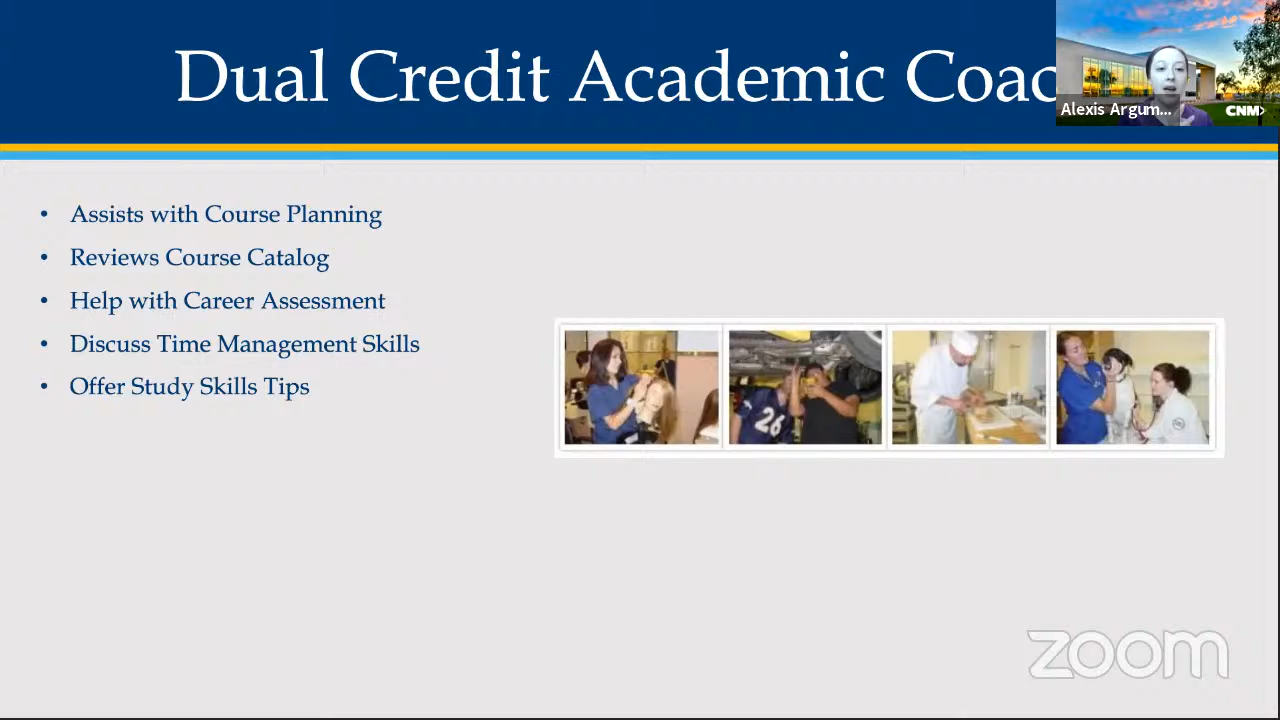 Dual Credit Academic Coac
Alexis Argum...
CNM
• Assists with Course Planning
• Reviews Course Catalog
• Help with Career Assessment
• Discuss Time Management Skills
• Offer Study Skills Tips
26
zoom